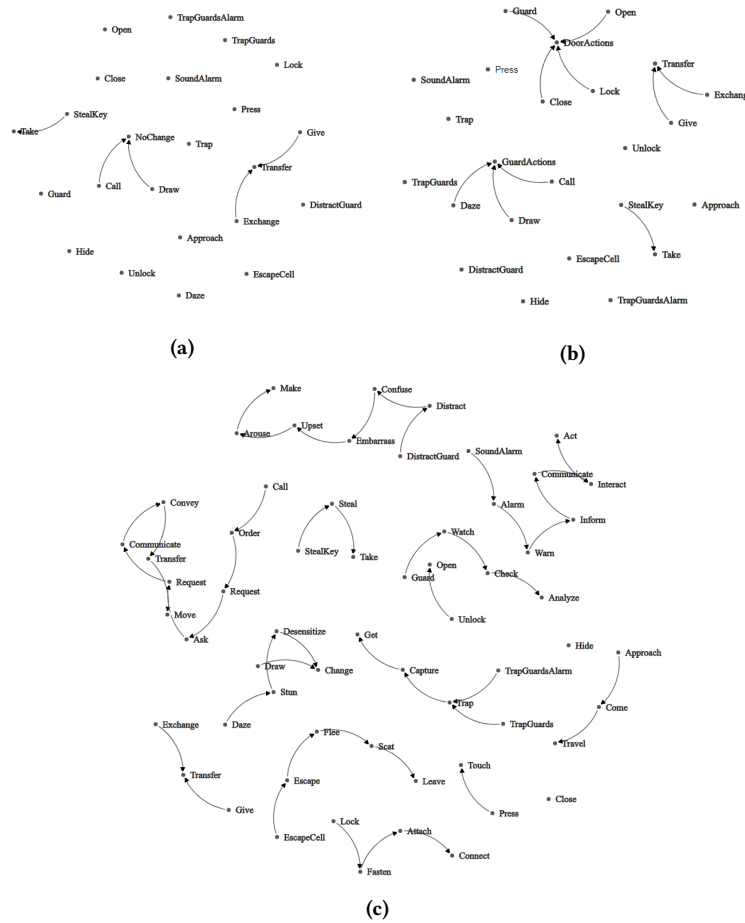 TrapGuardsAlarm
Open
TrapGuards
Lock
Close
SoundAlarm
Press
StealKey
Take
NoChange
Trap
Give
Transfer
Guard
Call
Draw
DistractGuard
Exchange
Approach
Hide
Unlock
EscapeCell
Daze
(a)
Guard
Open
DoorActions
Transfer
Press
SoundAlarm
Lock
Exchang
Close
Trap
Give
Unlock
GuardActions
TrapGuards
Call
Daze
StealKey
Approach
Draw
Take
EscapeCell
DistractGuard
Hide
TrapGuardsAlarm
(b)
Make
Confuse
Distract
Upset
Arouse
Embarrass
Act
DistractGuard
SoundAlarm
Communicate
Interact
Call
Convey
Steal
Alarm
Inform
Order
Watch
Communicate
StealKey
Take
Warn
Transfer
Open
Guard
Check
Request
Request
Analyze
Move
Unlock
Ask
Desensitize
Get
Hide
Approach
Draw
Change
Capture
TrapGuardsAlarm
Stun
Trap
Come
Exchange
Daze
TrapGuards
Flee
Scat
Travel
Transfer
Escape
Leave
Touch
Close
Give
Press
Lock
EscapeCell
Attach
Connect
Fasten
(c)